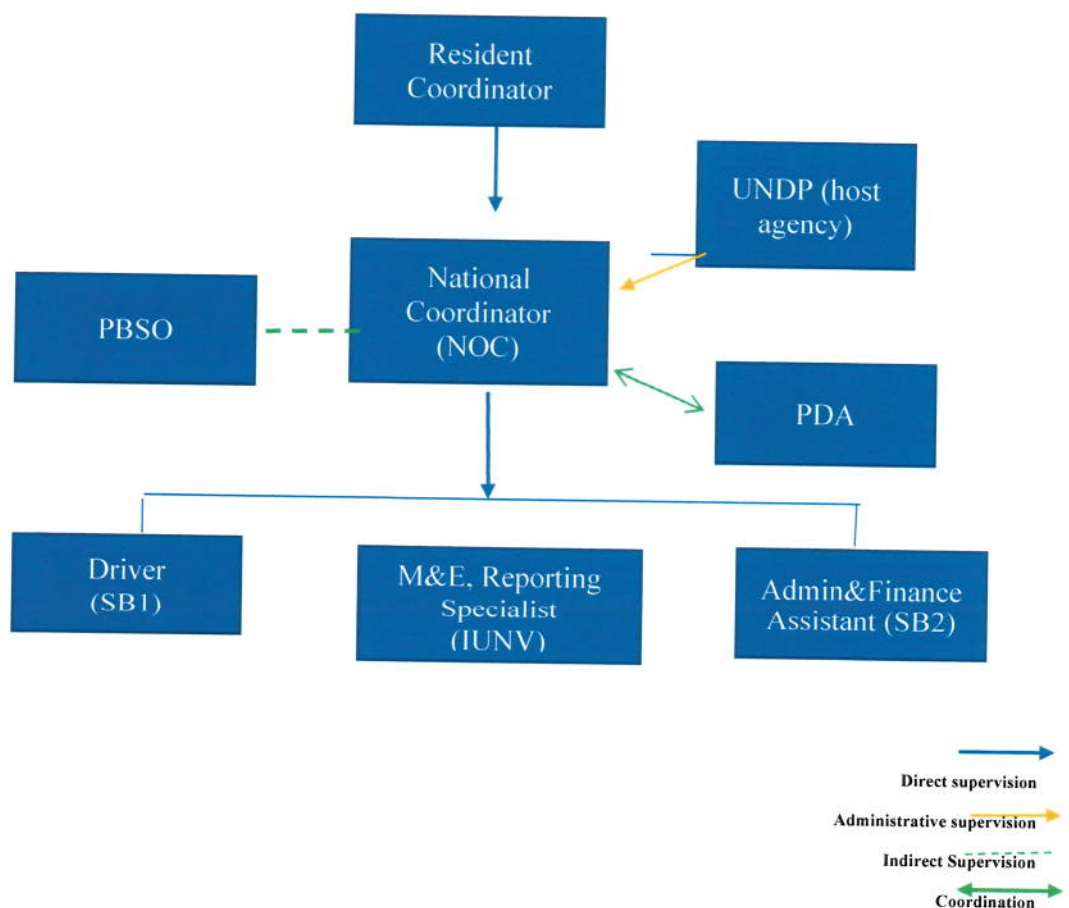 Resident
Coordinator
UNDP (host
agency)
National
Coordinator
(NOC)
PBSO
PDA
Driver
(SB1)
M&E, Reporting
Specialist
(IUNV)
Admin&Finance
Assistant (SB2)
Direct supervision
Administrative supervision
Indirect Supervision
Coordination